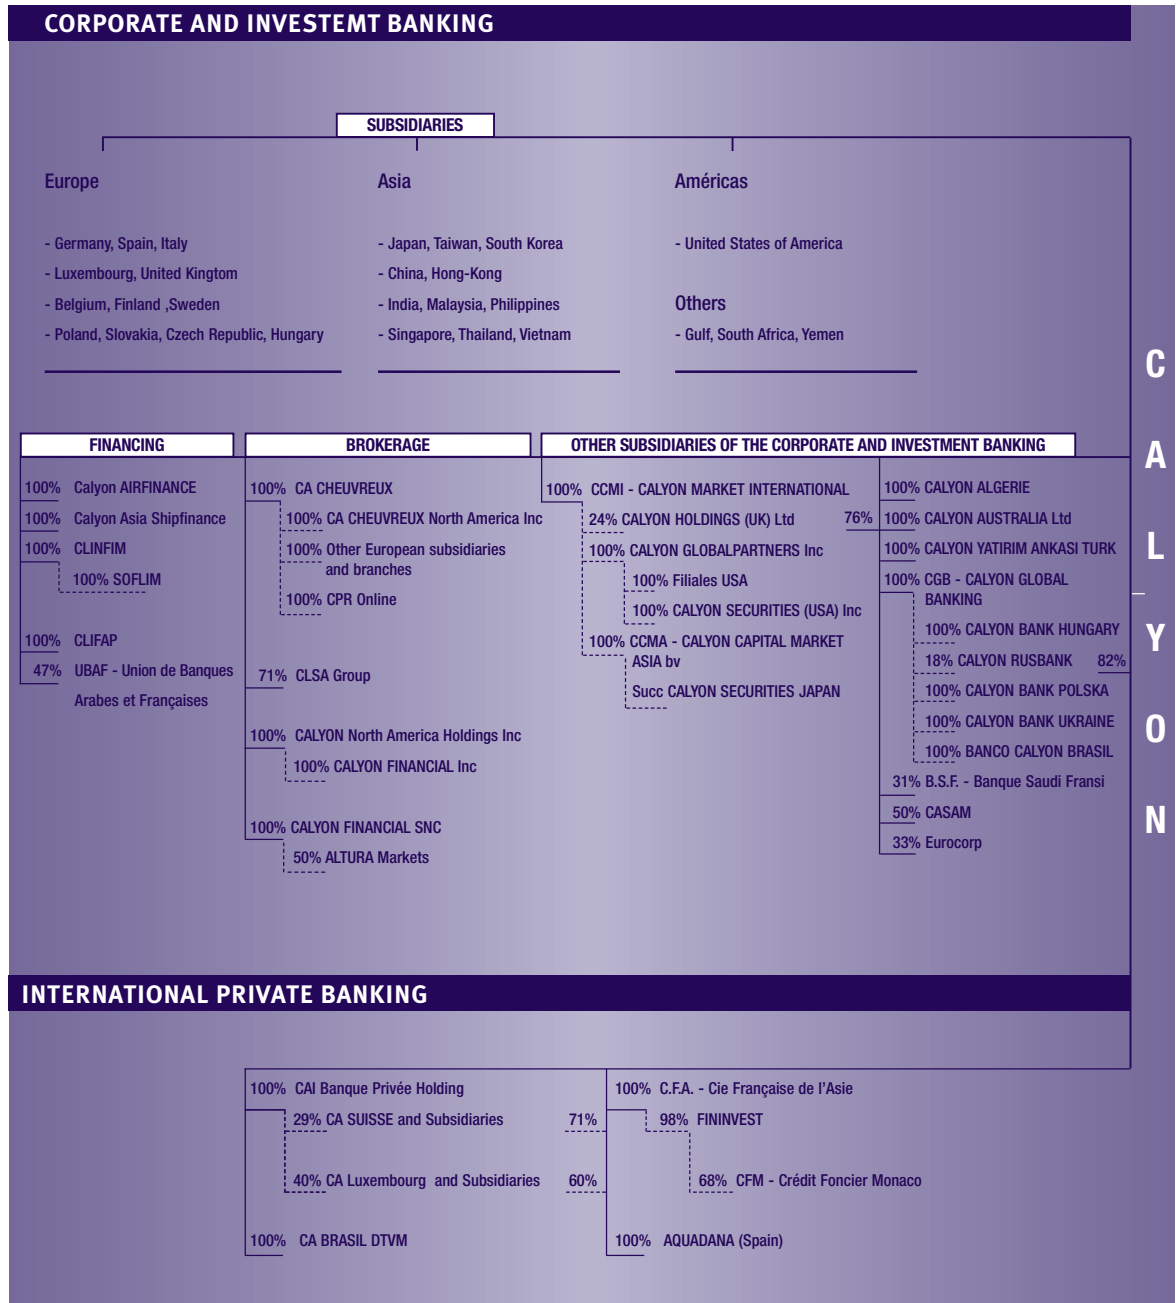 CORPORATE AND INVESTEMT BANKING
SUBSIDIARIES
Europe
- Germany, Spain, Italy
- Luxembourg, United Kingtom
- Belgium, Finland ,Sweden
- Poland, Slovakia, Czech Republic, Hungary
Asia
- Japan, Taiwan, South Korea
- China, Hong-Kong
- India, Malaysia, Philippines
- Singapore, Thailand, Vietnam
Américas
- United States of America
Others
- Gulf, South Africa, Yemen
FINANCING
100% Calyon AIRFINANCE
100% Calyon Asia Shipfinance
100% CLINFIM
100% SOFLIM
100% CLIFAP
47% UBAF - Union de Banques
Arabes et Françaises
BROKERAGE
100% CA CHEUVREUX
100% CA CHEUVREUX North America Inc
100% Other European subsidiaries
and branches
100% CPR Online
71% CLSA Group
100% CALYON North America Holdings Inc
100% CALYON FINANCIAL Inc
100% CALYON FINANCIAL SNC
50% ALTURA Markets
OTHER SUBSIDIARIES OF THE CORPORATE AND INVESTMENT BANKING
100% CCMI - CALYON MARKET INTERNATIONAL
24% CALYON HOLDINGS (UK) Ltd 76%
100% CALYON GLOBALPARTNERS Inc
100% Filiales USA
100% CALYON SECURITIES (USA) Inc
100% CCMA - CALYON CAPITAL MARKET
ASIA bv
Succ CALYON SECURITIES JAPAN
100% CALYON ALGERIE
100% CALYON AUSTRALIA Ltd
100% CALYON YATIRIM ANKASI TURK
100% CGB - CALYON GLOBAL
BANKING
100% CALYON BANK HUNGARY
18% CALYON RUSBANK 82%
100% CALYON BANK POLSKA
100% CALYON BANK UKRAINE
100% BANCO CALYON BRASIL
31% B.S.F. - Banque Saudi Fransi
50% CASAM
33% Eurocorp
C
A
L
Y
O
N
INTERNATIONAL PRIVATE BANKING
100% CAI Banque Privée Holding
29% CA SUISSE and Subsidiaries 71%
40% CA Luxembourg and Subsidiaries 60%
100% CA BRASIL DTVM
100% C.F.A. - Cie Française de l'Asie
98% FININVEST
68% CFM - Crédit Foncier Monaco
100% AQUADANA (Spain)